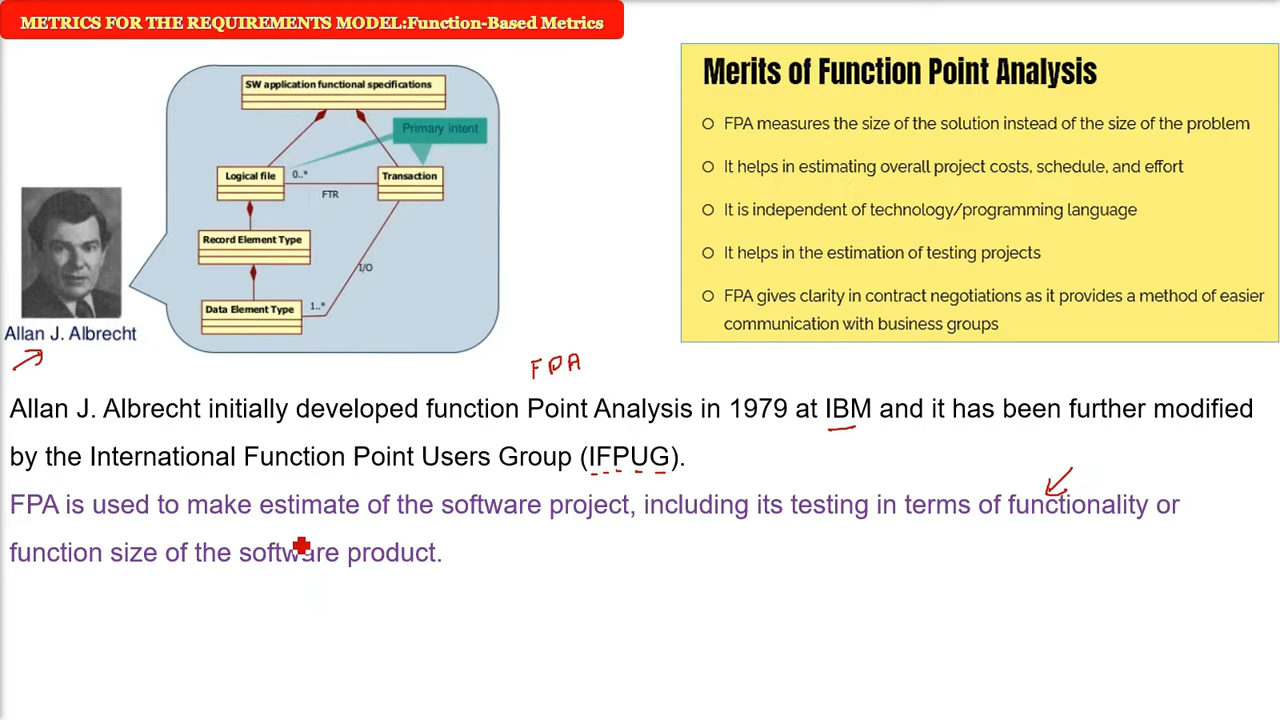 METRICS FOR THE REQUIREMENTS MODEL:Function-Based Metrics
SW application functional specifications
Primary intent
Logical file
0..*
Transaction
FTR
Record Element Type
I/O
Data Element Type
1..*
Allan J. Albrecht
Merits of Function Point Analysis
FPA measures the size of the solution instead of the size of the problem
It helps in estimating overall project costs, schedule, and effort
It is independent of technology/programming language
It helps in the estimation of testing projects
FPA gives clarity in contract negotiations as it provides a method of easier
communication with business groups
FPA
Allan J. Albrecht initially developed function Point Analysis in 1979 at IBM and it has been further modified
by the International Function Point Users Group (IFPUG).
FPA is used to make estimate of the software project, including its testing in terms of functionality or
function size of the software product.